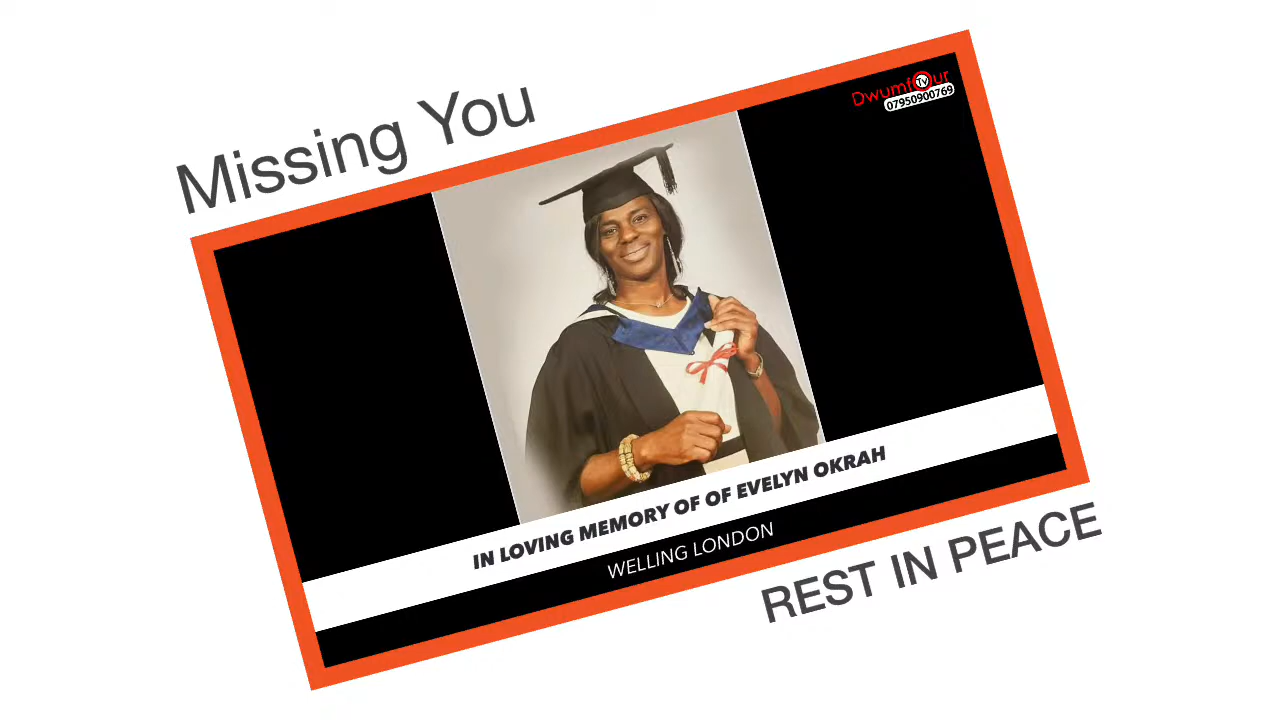 Missing You
Dwumfour
TV
07950900769
IN LOVING MEMORY OF OF EVELYN OKRAH
WELLING LONDON
REST IN PEACE